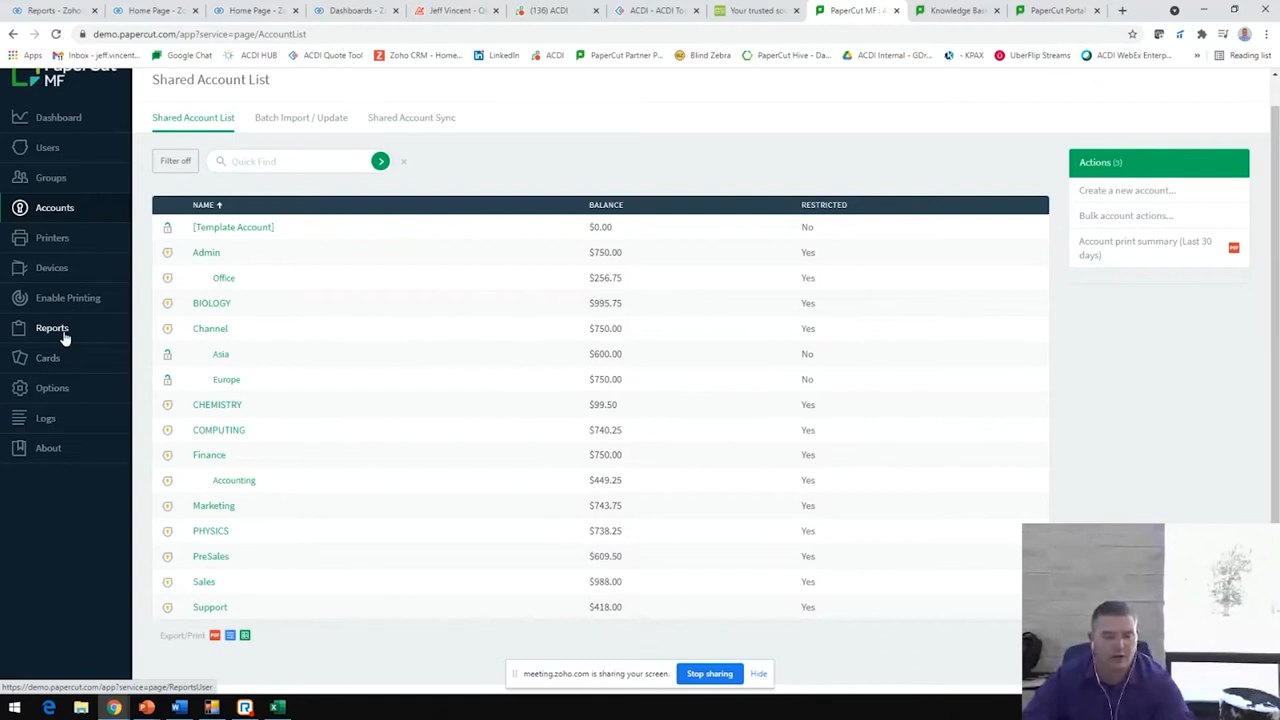 Reports - Zoho
Home Page - Z
Home Page - Z
Dashboards - Z
Jeff Vincent - C
(136) ACDI
ACDI - ACDI To
Your trusted so
PaperCut MF : A
Knowledge Ba
PaperCut Portal
demo.papercut.com/app?service=page/AccountList
Apps
Inbox - jeff.vincent...
Google Chat
ACDI HUB
ACDI Quote Tool
Zoho CRM - Home...
LinkedIn
ACDI
PaperCut Partner P...
Blind Zebra
PaperCut Hive - Da...
ACDI Internal - GDr...
- KPAX
UberFlip Streams
ACDI WebEx Enterp...
»
Reading list
PaperCut
MF
Dashboard
Users
Groups
Accounts
Printers
Devices
Enable Printing
Reports
Cards
Options
Logs
About
Shared Account List
Shared Account List
Batch Import / Update
Shared Account Sync
Filter off
Quick Find
NAME BALANCE RESTRICTED
[Template Account] $0.00 No
Admin $750.00 Yes
Office $256.75 Yes
BIOLOGY $995.75 Yes
Channel $750.00 Yes
Asia $600.00 No
Europe $750.00 No
CHEMISTRY $99.50 Yes
COMPUTING $740.25 Yes
Finance $750.00 Yes
Accounting $449.25 Yes
Marketing $743.75 Yes
PHYSICS $738.25 Yes
PreSales $609.50 Yes
Sales $988.00 Yes
Support $418.00 Yes
Export/Print PDF
Actions (3)
Create a new account...
Bulk account actions...
Account print summary (Last 30
days)
PDF
meeting.zoho.com is sharing your screen.
Stop sharing
Hide
https://demo.papercut.com/app?service=page/ReportsUser